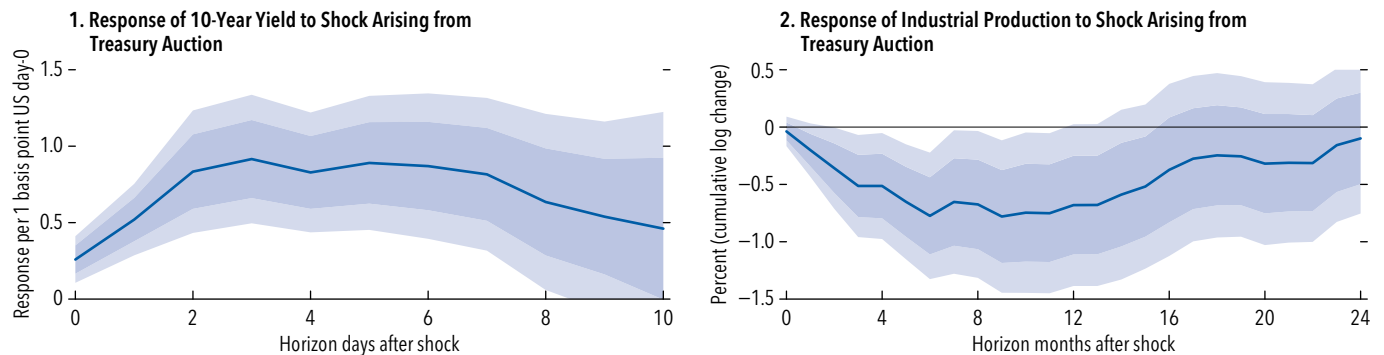 1. Response of 10-Year Yield to Shock Arising from
Treasury Auction
Response per 1 basis point US day-0
1.5
1.0
0.5
0
0 2 4 6 8 10
Horizon days after shock
2. Response of Industrial Production to Shock Arising from
Treasury Auction
Percent (cumulative log change)
0.5
0
−0.5
−1.0
−1.5
0 4 8 12 16 20 24
Horizon months after shock